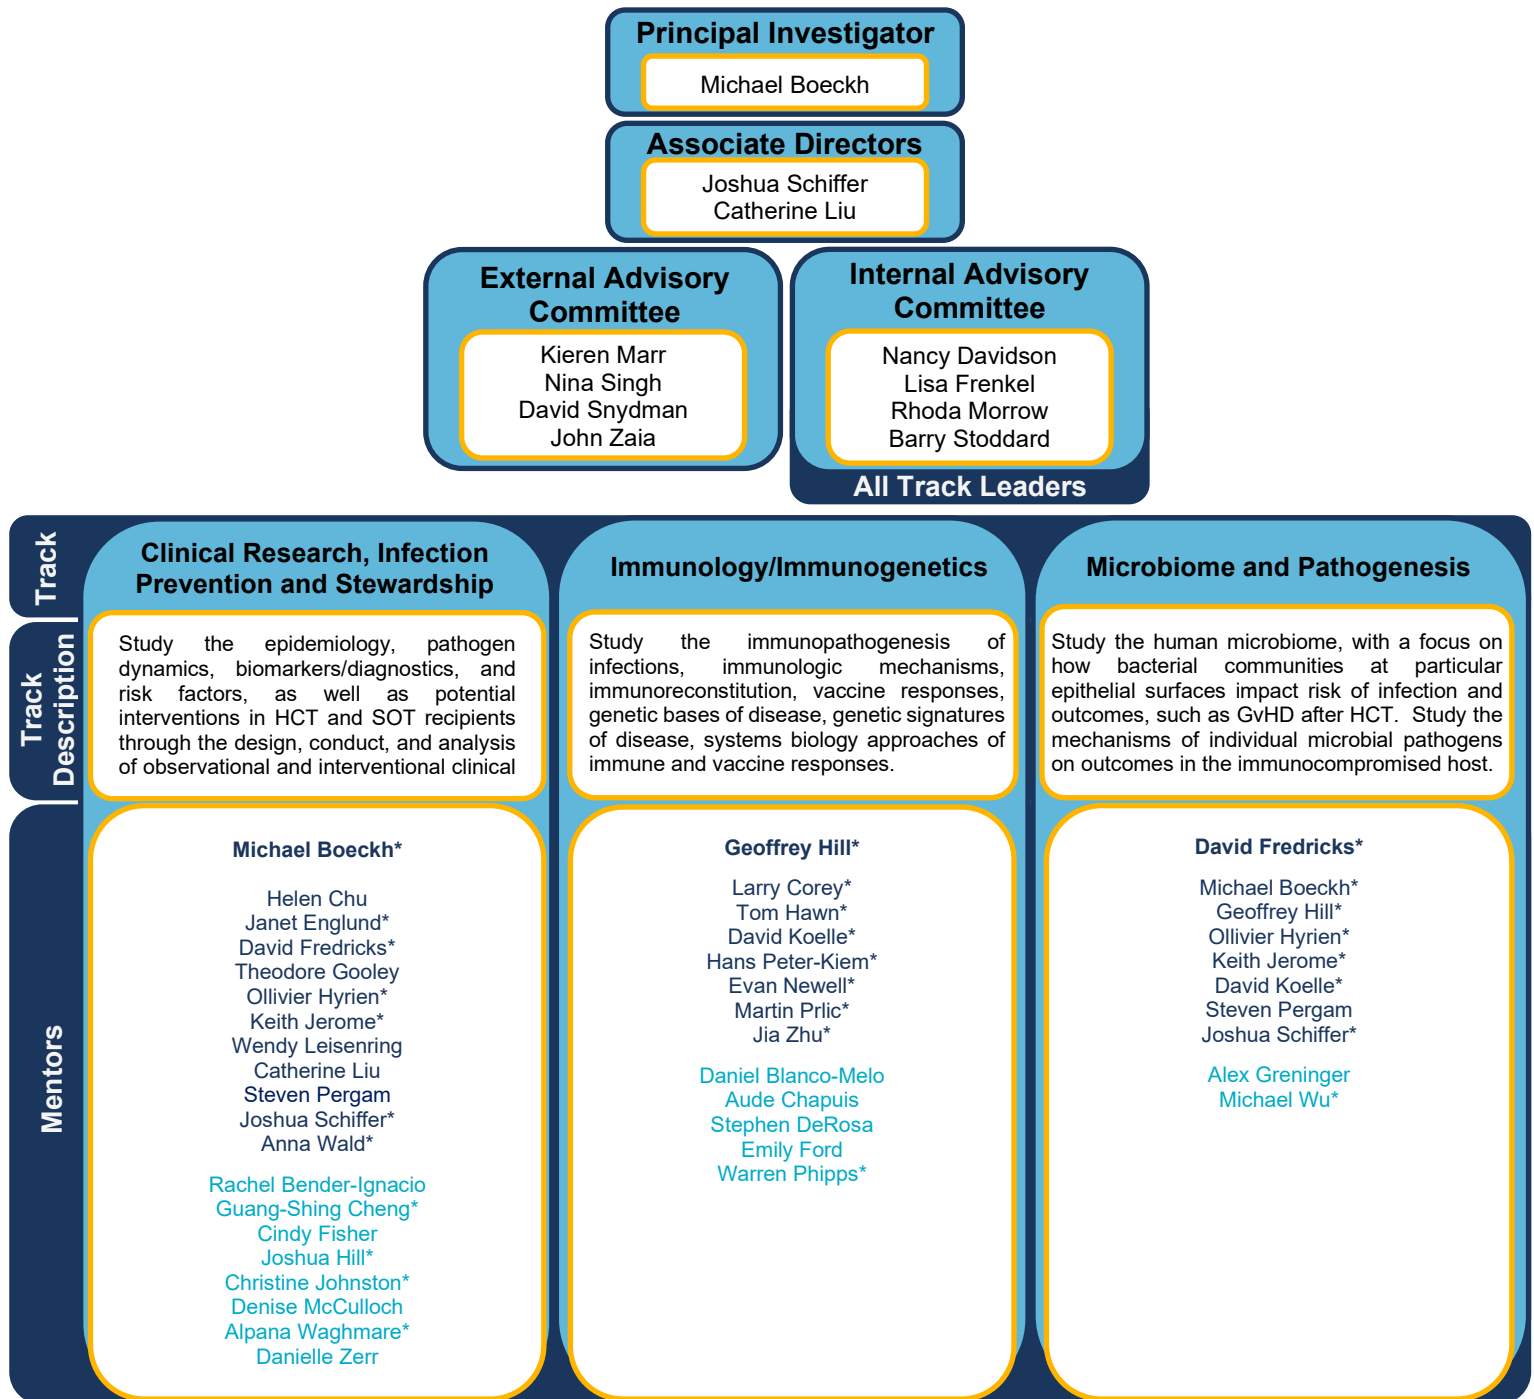 Principal Investigator
Michael Boeckh
Associate Directors
Joshua Schiffer
Catherine Liu
External Advisory
Committee
Kieren Marr
Nina Singh
David Snydman
John Zaia
Internal Advisory
Committee
Nancy Davidson
Lisa Frenkel
Rhoda Morrow
Barry Stoddard
All Track Leaders
Track
Clinical Research, Infection
Prevention and Stewardship
Immunology/Immunogenetics
Microbiome and Pathogenesis
Track
Description
Study the epidemiology, pathogen
dynamics, biomarkers/diagnostics, and
risk factors, as well as potential
interventions in HCT and SOT recipients
through the design, conduct, and analysis
of observational and interventional clinical
Study the immunopathogenesis of
infections, immunologic mechanisms,
immunoreconstitution, vaccine responses,
genetic bases of disease, genetic signatures
of disease, systems biology approaches of
immune and vaccine responses.
Study the human microbiome, with a focus on
how bacterial communities at particular
epithelial surfaces impact risk of infection and
outcomes, such as GvHD after HCT. Study the
mechanisms of individual microbial pathogens
on outcomes in the immunocompromised host.
Mentors
Michael Boeckh*
Helen Chu
Janet Englund*
David Fredricks*
Theodore Gooley
Ollivier Hyrien*
Keith Jerome*
Wendy Leisenring
Catherine Liu
Steven Pergam
Joshua Schiffer*
Anna Wald*
Rachel Bender-Ignacio
Guang-Shing Cheng*
Cindy Fisher
Joshua Hill*
Christine Johnston*
Denise McCulloch
Alpana Waghmare*
Danielle Zerr
Geoffrey Hill*
Larry Corey*
Tom Hawn*
David Koelle*
Hans Peter-Kiem*
Evan Newell*
Martin Prlic*
Jia Zhu*
Daniel Blanco-Melo
Aude Chapuis
Stephen DeRosa
Emily Ford
Warren Phipps*
David Fredricks*
Michael Boeckh*
Geoffrey Hill*
Ollivier Hyrien*
Keith Jerome*
David Koelle*
Steven Pergam
Joshua Schiffer*
Alex Greninger
Michael Wu*